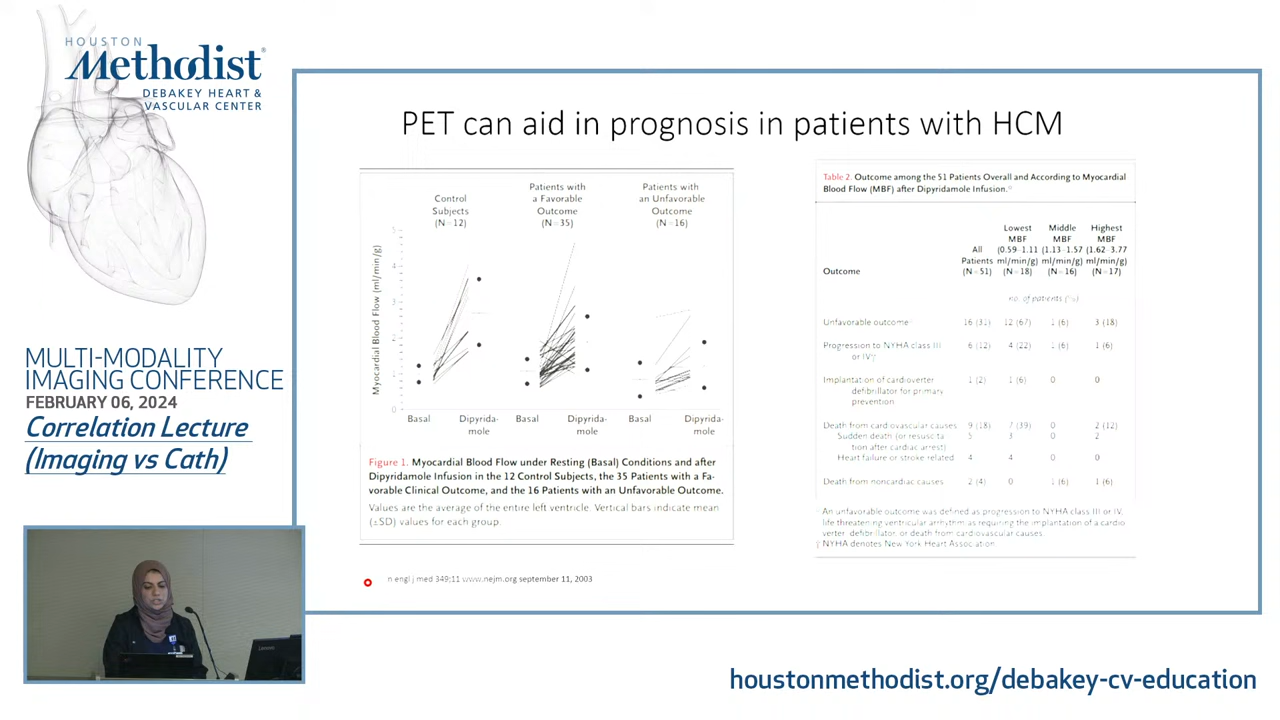 HOUSTON
Methodist®
DEBAKEY HEART &
VASCULAR CENTER
MULTI-MODALITY
IMAGING CONFERENCE
FEBRUARY 06, 2024
Correlation Lecture
(Imaging vs Cath)
PET can aid in prognosis in patients with HCM
Control
Subjects
(N=12)
Patients with
a Favorable
Outcome
(N=35)
Patients with
an Unfavorable
Outcome
(N=16)
Myocardial Blood Flow (ml/min/g)
5
4
3
2
1
0
Basal
Dipyrida-
mole
Basal
Dipyrida-
mole
Basal
Dipyrida-
mole
Figure 1. Myocardial Blood Flow under Resting (Basal) Conditions and after
Dipyridamole Infusion in the 12 Control Subjects, the 35 Patients with a Fa-
vorable Clinical Outcome, and the 16 Patients with an Unfavorable Outcome.
Values are the average of the entire left ventricle. Vertical bars indicate mean
(±SD) values for each group.
n engl j med 349;11 www.nejm.org september 11, 2003
Table 2. Outcome among the 51 Patients Overall and According to Myocardial
Blood Flow (MBF) after Dipyridamole Infusion.
Outcome
All
Patients
(N=51)
Lowest
MBF
(0.59–1.11
ml/min/g)
(N=18)
Middle
MBF
(1.13–1.57
ml/min/g)
(N=16)
Highest
MBF
(1.62–3.77
ml/min/g)
(N=17)
no. of patients (%)
Unfavorable outcome 16 (31) 12 (67) 1 (6) 3 (18)
Progression to NYHA class III 6 (12) 4 (22) 1 (6) 1 (6)
or IV
Implantation of cardioverter 1 (2) 1 (6) 0 0
defibrillator for primary
prevention
Death from cardiovascular causes 9 (18) 7 (39) 0 2 (12)
Sudden death (or resuscita- 5 3 0 2
tion after cardiac arrest)
Heart failure or stroke related 4 4 0 0
Death from noncardiac causes 2 (4) 0 1 (6) 1 (6)
An unfavorable outcome was defined as progression to NYHA class III or IV,
life threatening ventricular arrhythmias requiring the implantation of a cardio
verter defibrillator, or death from cardiovascular causes.
NYHA denotes New York Heart Association
houstonmethodist.org/debakey-cv-education